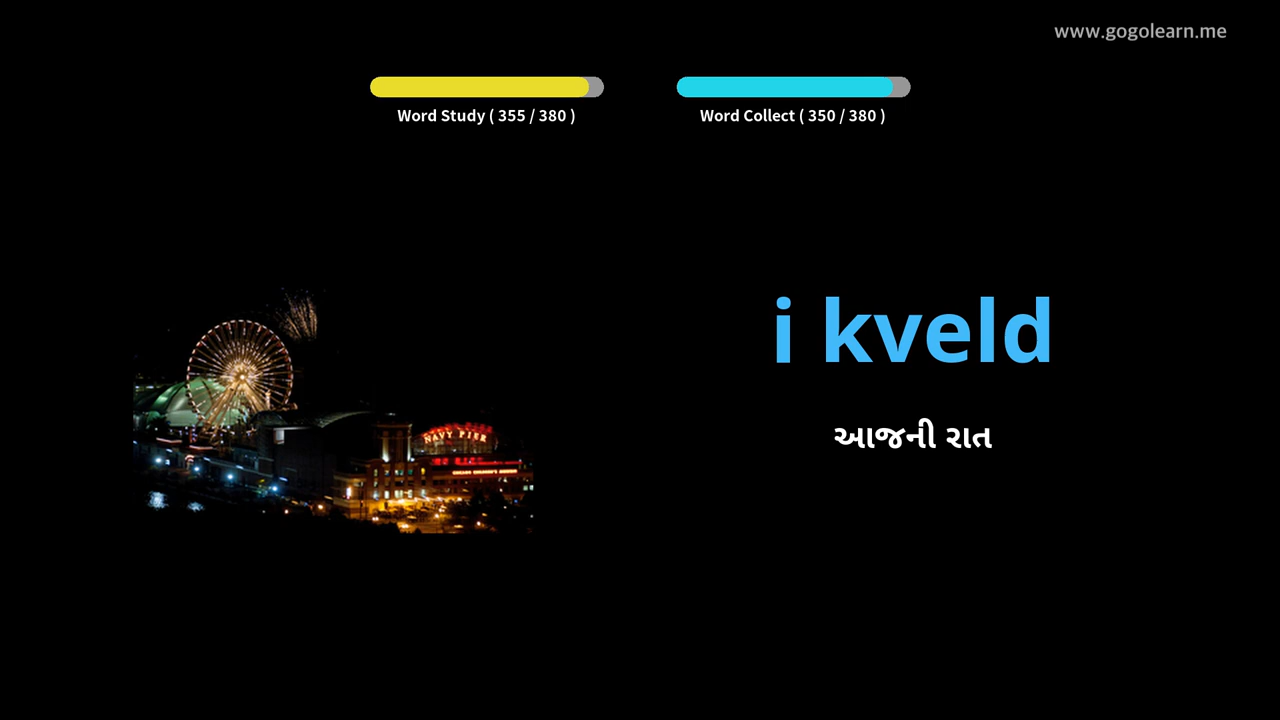 www.gogolearn.me
Word Study ( 355 / 380 )
Word Collect ( 350 / 380 )
i kveld
આજની રાત
NAVY PIER